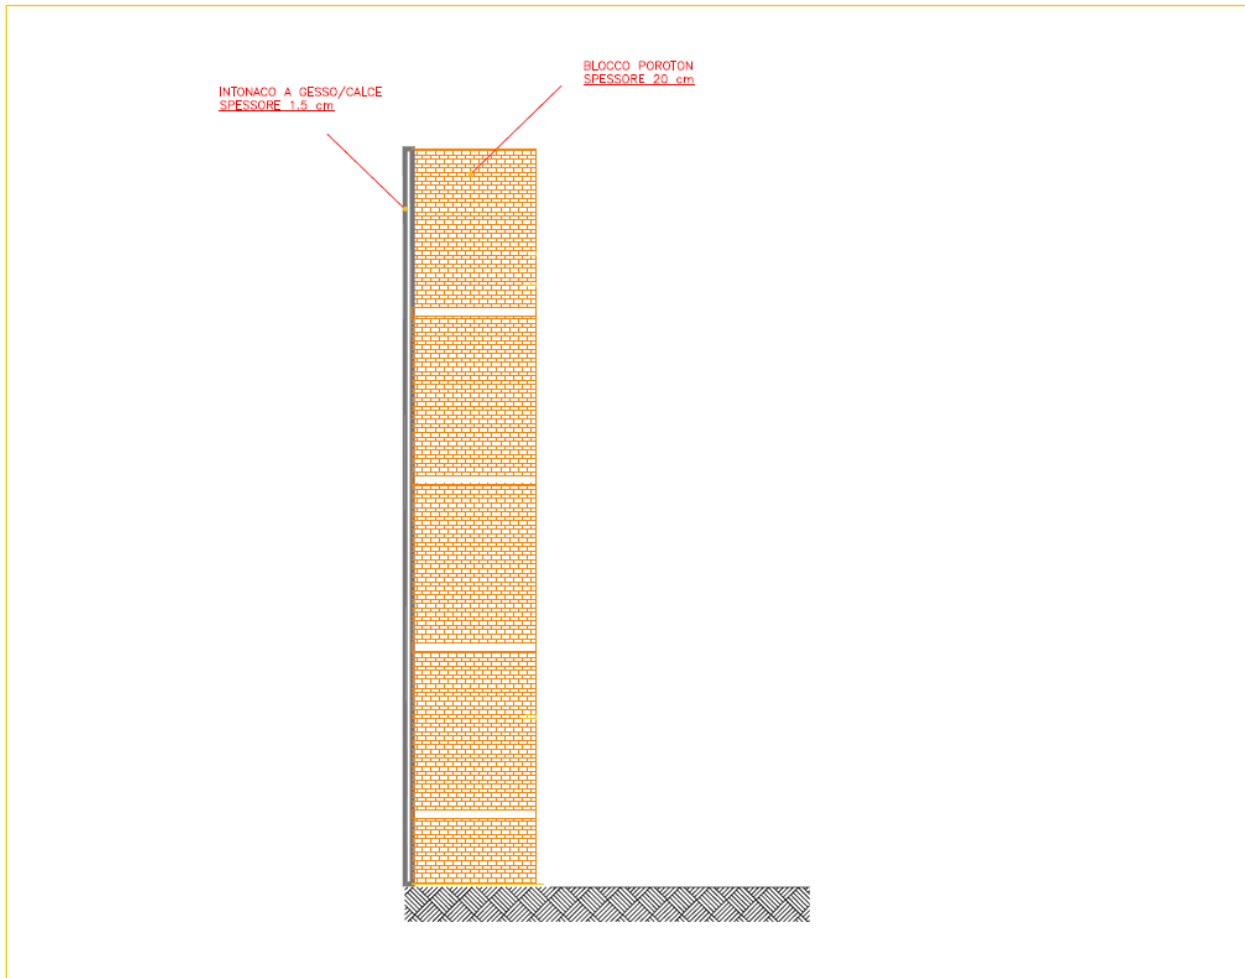 BLOCCO POROTON
SPESSORE 20 cm
INTONACO A GESSO/CALCE
SPESSORE 1.5 cm